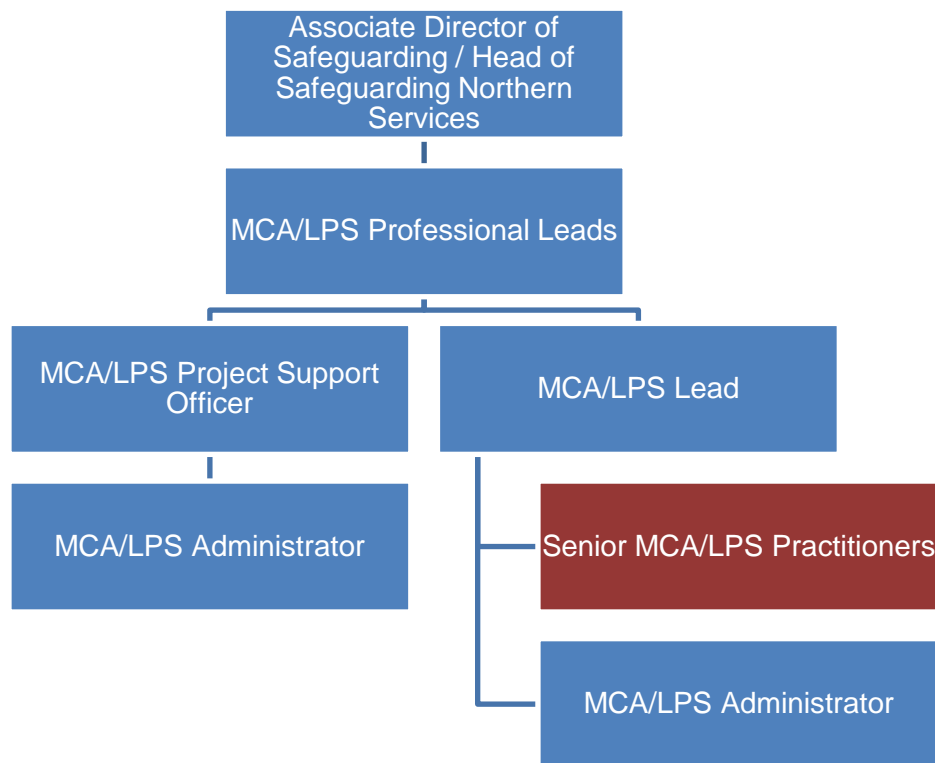 Associate Director of
Safeguarding / Head of
Safeguarding Northern
Services
MCA/LPS Professional Leads
MCA/LPS Project Support
Officer
MCA/LPS Lead
MCA/LPS Administrator
Senior MCA/LPS Practitioners
MCA/LPS Administrator